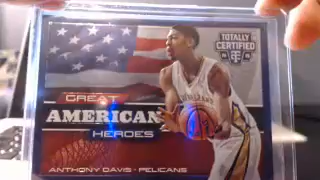 TOTALLY
CERTIFIED
GREAT
AMERICAN
HEROES
ANTHONY DAVIS - PELICANS